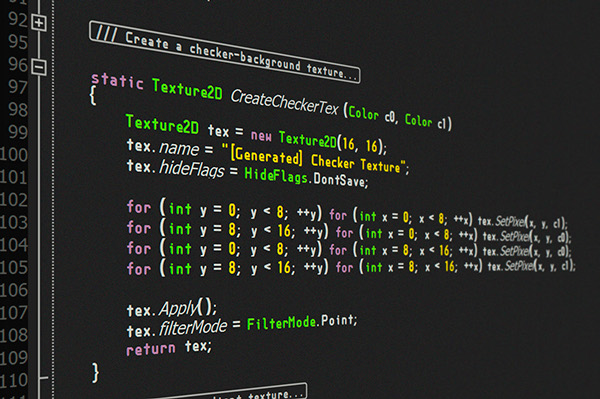 91
92 /// Create a checker-background texture...
95
96 static Texture2D CreateCheckerTex (Color c0, Color c1)
97 {
98 Texture2D tex = new Texture2D(16, 16);
99 tex.name = "[Generated] Checker Texture";
100 tex.hideFlags = HideFlags.DontSave;
101
102 for (int y = 0; y < 8; ++y) for (int x = 0; x < 8; ++x) tex.SetPixel(x, y, c1);
103 for (int y = 8; y < 16; ++y) for (int x = 0; x < 8; ++x) tex.SetPixel(x, y, c0);
104 for (int y = 0; y < 8; ++y) for (int x = 8; x < 16; ++x) tex.SetPixel(x, y, c0);
105 for (int y = 8; y < 16; ++y) for (int x = 8; x < 16; ++x) tex.SetPixel(x, y, c1);
106
107 tex.Apply();
108 tex.filterMode = FilterMode.Point;
109 return tex;
110 }
texture...